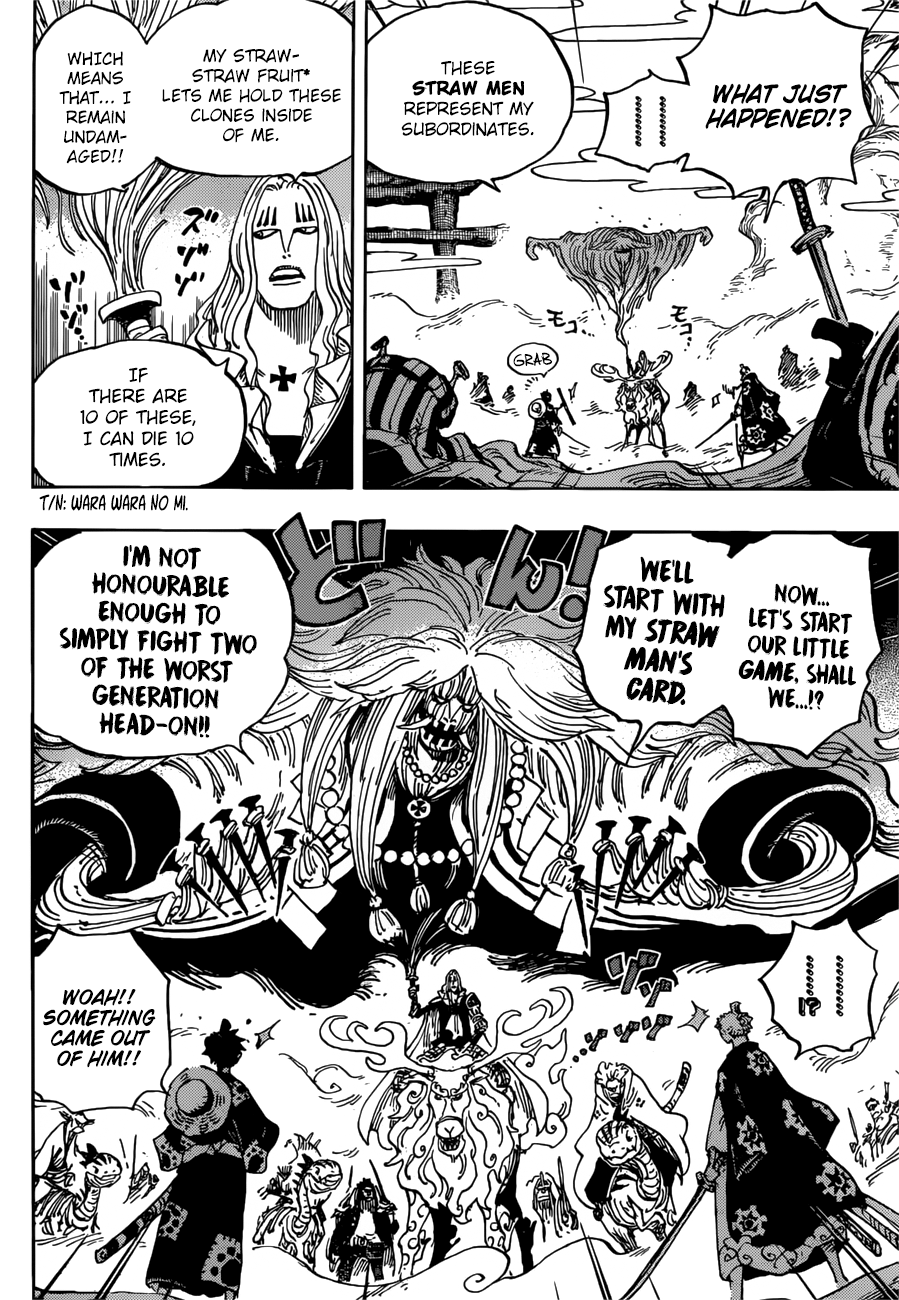 WHAT JUST
HAPPENED!?
THESE
STRAW MEN
REPRESENT MY
SUBORDINATES.
モコ
モコ…
GRAB
MY STRAW-
STRAW FRUIT*
LETS ME HOLD THESE
CLONES INSIDE
OF ME.
WHICH
MEANS
THAT... I
REMAIN
UNDAM-
AGED!!
ズゾゾ
IF
THERE ARE
10 OF THESE,
I CAN DIE 10
TIMES.
T/N: WARA WARA NO MI.
どん!
NOW...
LET'S START
OUR LITTLE
GAME, SHALL
WE...!?
WE'LL
START WITH
MY STRAW
MAN'S
CARD.
I'M NOT
HONOURABLE
ENOUGH TO
SIMPLY FIGHT TWO
OF THE WORST
GENERATION
HEAD-ON!!
!?
WOAH!!
SOMETHING
CAME OUT
OF HIM!!